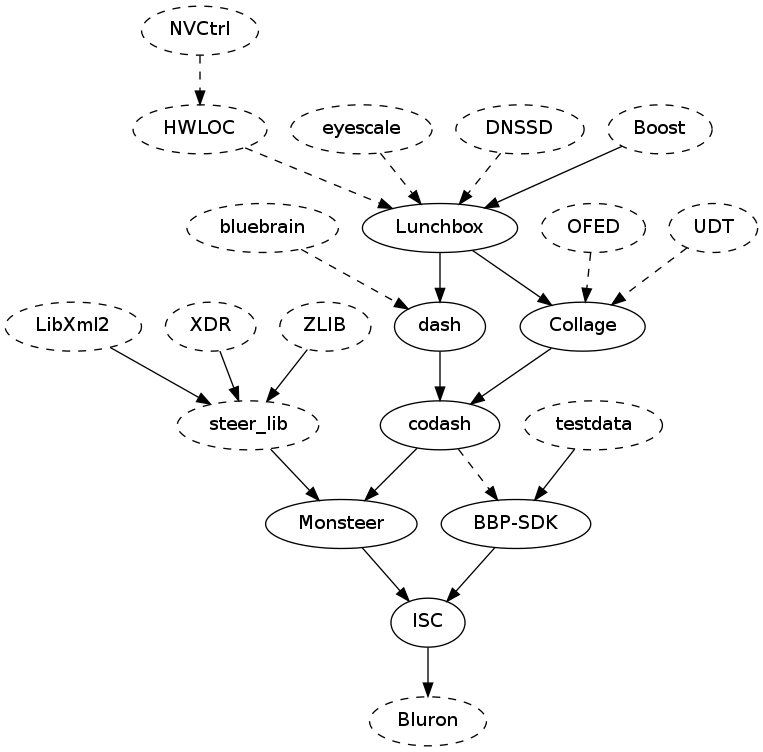 NVCtrl
HWLOC
eyescale
DNSSD
Boost
bluebrain
Lunchbox
OFED
UDT
LibXml2
XDR
ZLIB
dash
Collage
steer_lib
codash
testdata
Monsteer
BBP-SDK
ISC
Bluron